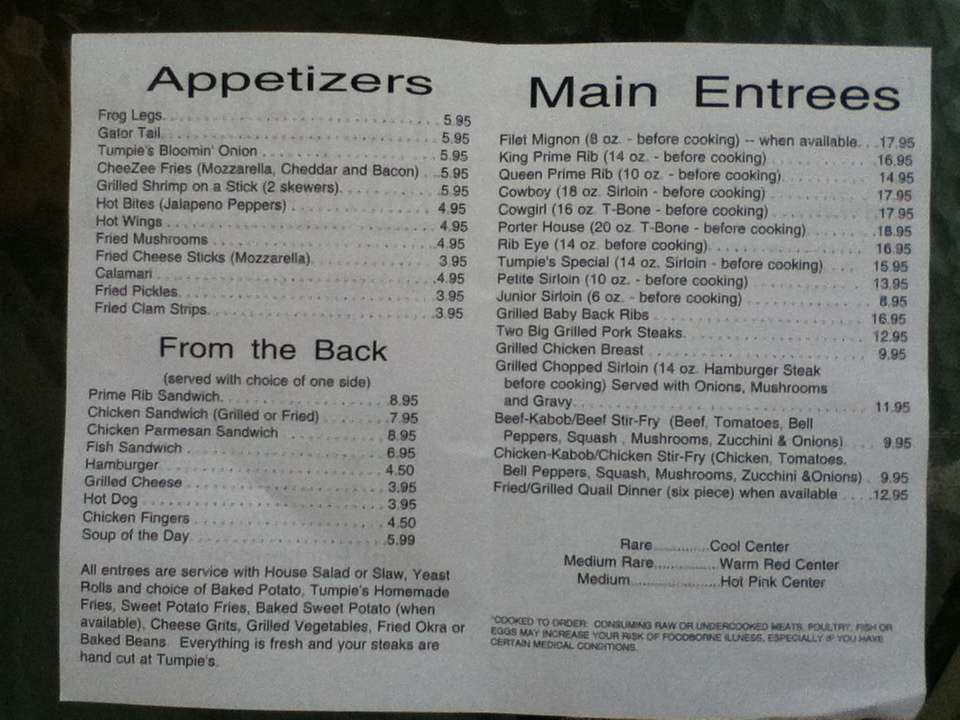 Appetizers
Frog Legs 5.95
Gator Tail 5.95
Tumpie's Bloomin' Onion 5.95
CheeZee Fries (Mozzarella, Cheddar and Bacon) 5.95
Grilled Shrimp on a Stick (2 skewers) 5.95
Hot Bites (Jalapeno Peppers) 4.95
Hot Wings 4.95
Fried Mushrooms 4.95
Fried Cheese Sticks (Mozzarella) 3.95
Calamari 4.95
Fried Pickles 3.95
Fried Clam Strips 3.95
From the Back
(served with choice of one side)
Prime Rib Sandwich 8.95
Chicken Sandwich (Grilled or Fried) 7.95
Chicken Parmesan Sandwich 8.95
Fish Sandwich 6.95
Hamburger 4.50
Grilled Cheese 3.95
Hot Dog 3.95
Chicken Fingers 4.50
Soup of the Day 5.99
All entrees are service with House Salad or Slaw, Yeast
Rolls and choice of Baked Potato, Tumpie's Homemade
Fries, Sweet Potato Fries, Baked Sweet Potato (when
available), Cheese Grits, Grilled Vegetables, Fried Okra or
Baked Beans. Everything is fresh and your steaks are
hand cut at Tumpie's.
Main Entrees
Filet Mignon (8 oz. - before cooking) -- when available 17.95
King Prime Rib (14 oz. - before cooking) 16.95
Queen Prime Rib (10 oz. - before cooking) 14.95
Cowboy (18 oz. Sirloin - before cooking) 17.95
Cowgirl (16 oz. T-Bone - before cooking) 17.95
Porter House (20 oz. T-Bone - before cooking) 18.95
Rib Eye (14 oz. before cooking) 16.95
Tumpie's Special (14 oz. Sirloin - before cooking) 15.95
Petite Sirloin (10 oz. - before cooking) 13.95
Junior Sirloin (6 oz. - before cooking) 8.95
Grilled Baby Back Ribs 16.95
Two Big Grilled Pork Steaks 12.95
Grilled Chicken Breast 9.95
Grilled Chopped Sirloin (14 oz. Hamburger Steak
before cooking) Served with Onions, Mushrooms
and Gravy 11.95
Beef-Kabob/Beef Stir-Fry (Beef, Tomatoes, Bell
Peppers, Squash , Mushrooms, Zucchini & Onions) 9.95
Chicken-Kabob/Chicken Stir-Fry (Chicken, Tomatoes,
Bell Peppers, Squash, Mushrooms, Zucchini &Onions) 9.95
Fried/Grilled Quail Dinner (six piece) when available 12.95
Rare Cool Center
Medium Rare Warm Red Center
Medium Hot Pink Center
*COOKED TO ORDER: CONSUMING RAW OR UNDERCOOKED MEATS, POULTRY, FISH OR
EGGS MAY INCREASE YOUR RISK OF FOODBORNE ILLNESS, ESPECIALLY IF YOU HAVE
CERTAIN MEDICAL CONDITIONS.